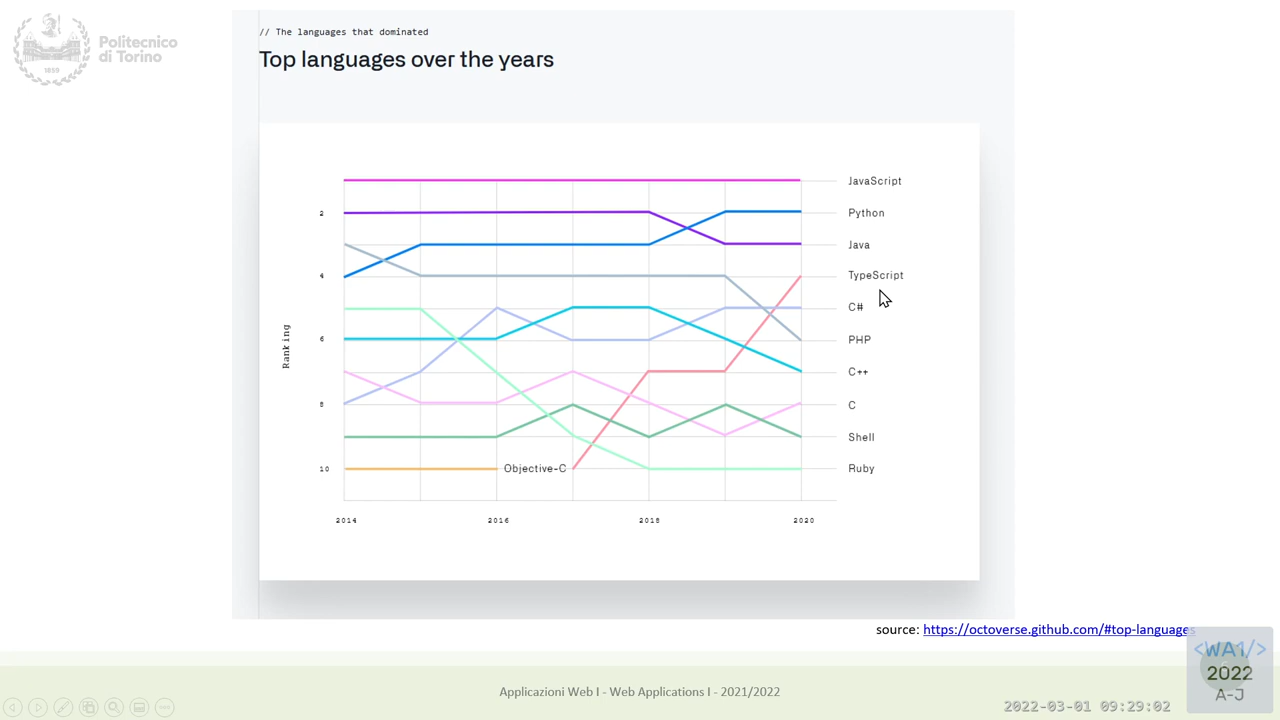 Politecnico
di Torino
1859
// The languages that dominated
Top languages over the years
JavaScript
2
Python
Java
4
TypeScript
C#
Ranking
6
PHP
C++
8
C
Shell
10
Objective-C
Ruby
2014
2016
2018
2020
source: https://octoverse.github.com/#top-languages
<WA1/>
2022
A-J
Applicazioni Web I - Web Applications I - 2021/2022
2022-03-01 09:29:02